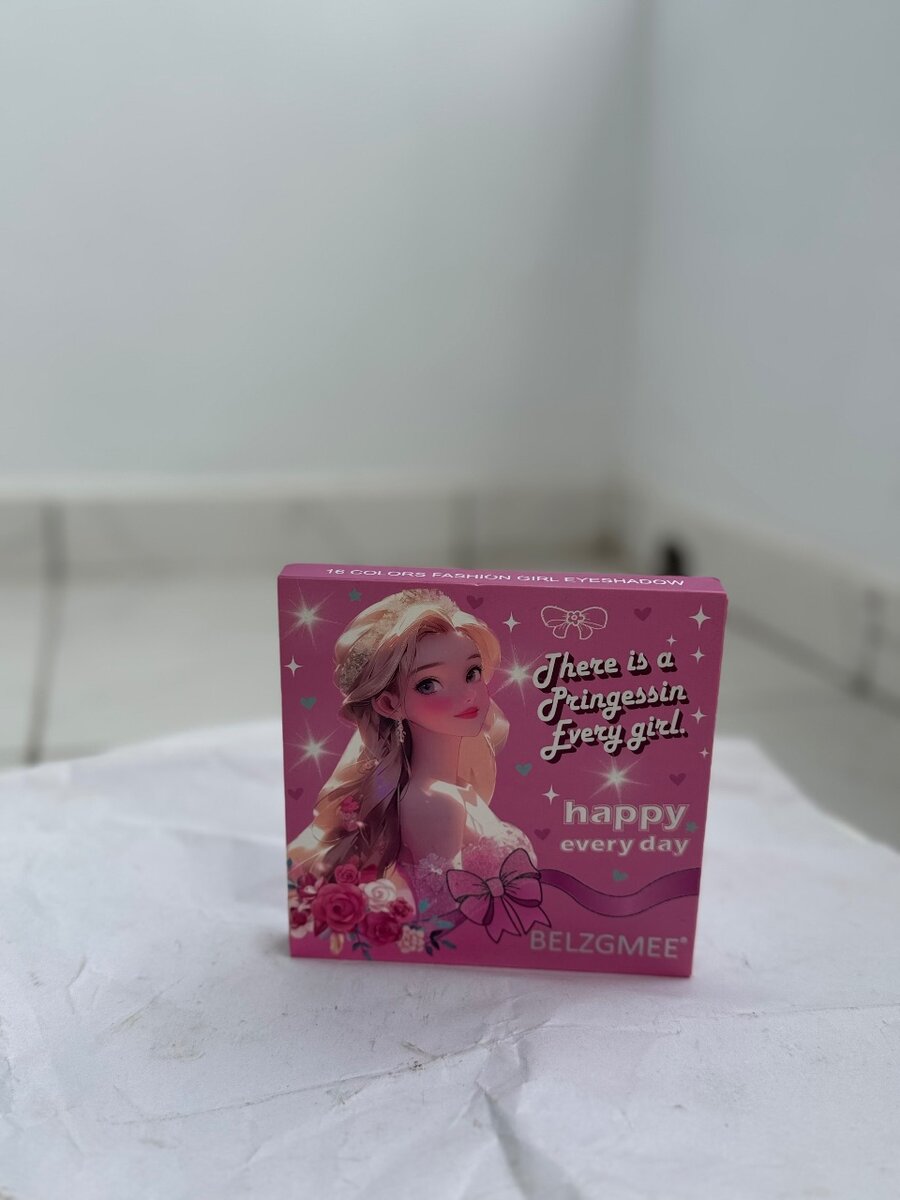 16 COLORS FASHION GIRL EYESHADOW
There is a
Pringessin
Every girl.
happy
every day
BELZGMEE®